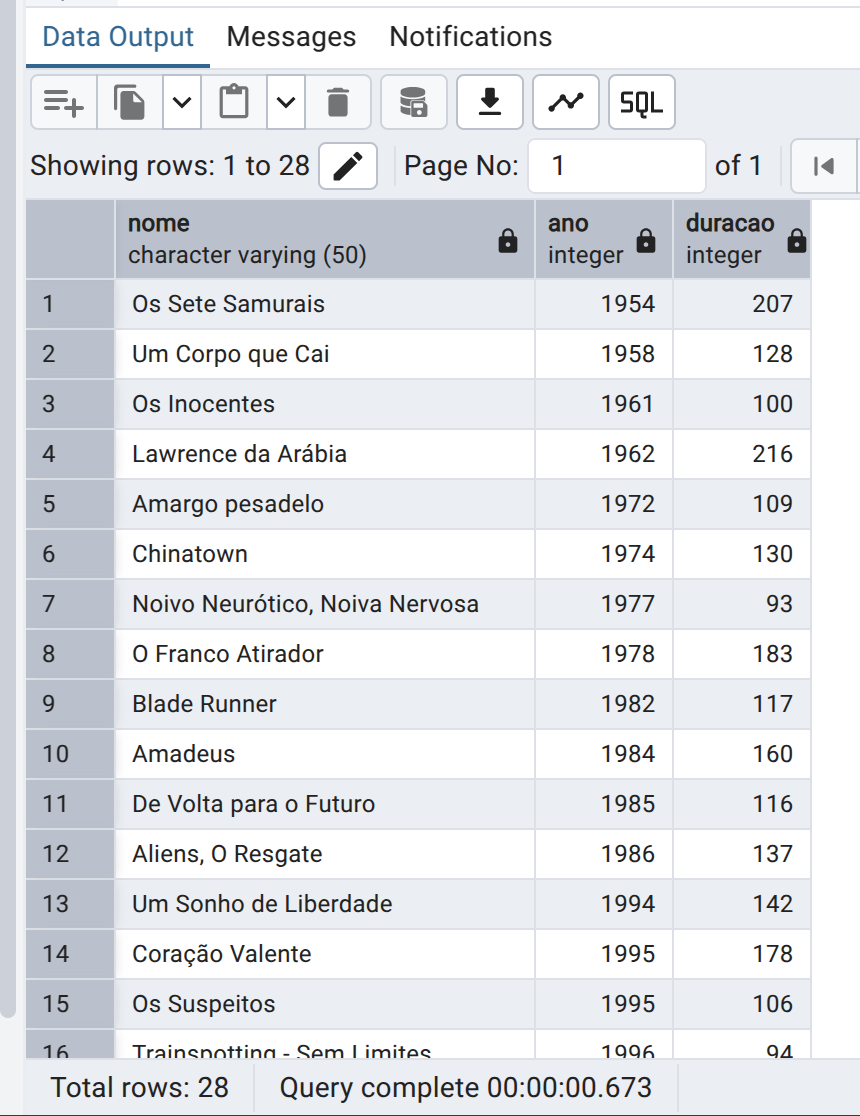 Data Output Messages Notifications
SQL
Showing rows: 1 to 28 Page No: 1 of 1
nome ano duracao
character varying (50) integer integer
1 Os Sete Samurais 1954 207
2 Um Corpo que Cai 1958 128
3 Os Inocentes 1961 100
4 Lawrence da Arábia 1962 216
5 Amargo pesadelo 1972 109
6 Chinatown 1974 130
7 Noivo Neurótico, Noiva Nervosa 1977 93
8 O Franco Atirador 1978 183
9 Blade Runner 1982 117
10 Amadeus 1984 160
11 De Volta para o Futuro 1985 116
12 Aliens, O Resgate 1986 137
13 Um Sonho de Liberdade 1994 142
14 Coração Valente 1995 178
15 Os Suspeitos 1995 106
16 Trainspotting - Sem Limites 1996 94
Total rows: 28 Query complete 00:00:00.673